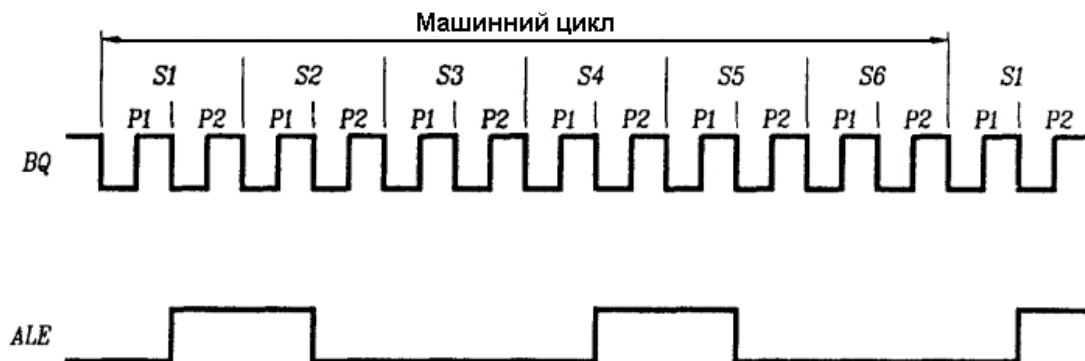 Машинний цикл
S1 S2 S3 S4 S5 S6 S1
P1 P2 P1 P2 P1 P2 P1 P2 P1 P2 P1 P2 P1 P2
BQ
ALE